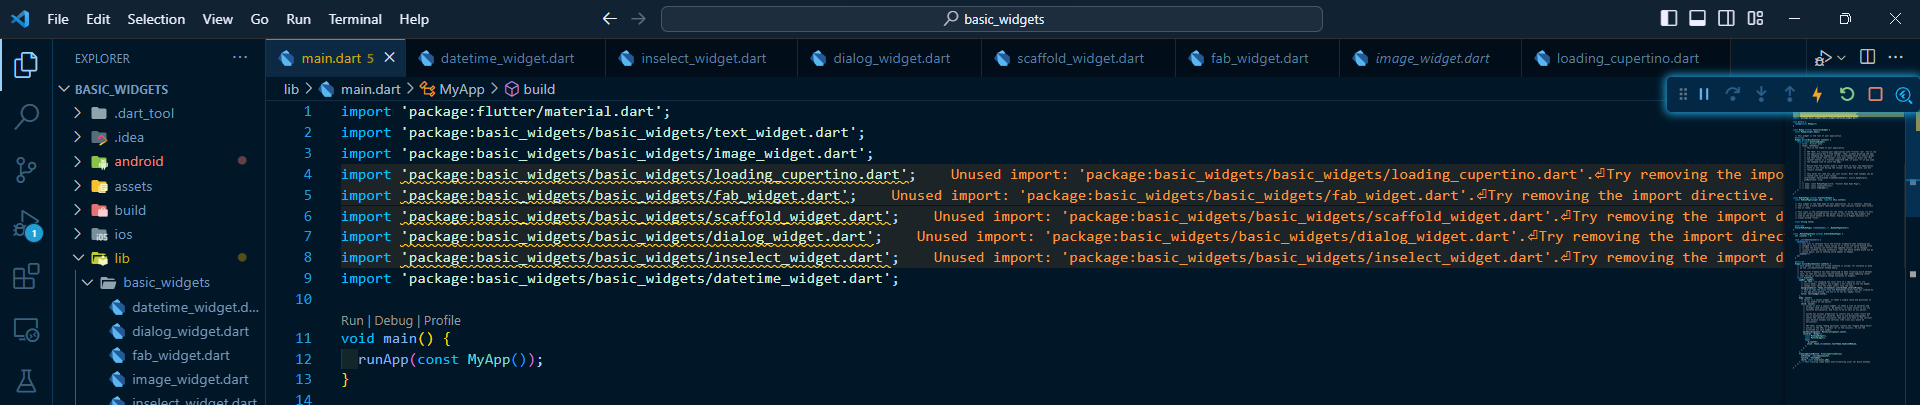 File Edit Selection View Go Run Terminal Help basic_widgets
EXPLORER main.dart 5 datetime_widget.dart inselect_widget.dart dialog_widget.dart scaffold_widget.dart fab_widget.dart image_widget.dart loading_cupertino.dart
BASIC_WIDGETS
.dart_tool
.idea
android
assets
build
ios
lib
basic_widgets
datetime_widget.d...
dialog_widget.dart
fab_widget.dart
image_widget.dart
inselect_widget.dart
1
lib > main.dart > MyApp > build
1 import 'package:flutter/material.dart';
2 import 'package:basic_widgets/basic_widgets/text_widget.dart';
3 import 'package:basic_widgets/basic_widgets/image_widget.dart';
4 import 'package:basic_widgets/basic_widgets/loading_cupertino.dart'; Unused import: 'package:basic_widgets/basic_widgets/loading_cupertino.dart'.⏎Try removing the impo
5 import 'package:basic_widgets/basic_widgets/fab_widget.dart'; Unused import: 'package:basic_widgets/basic_widgets/fab_widget.dart'.⏎Try removing the import directive.
6 import 'package:basic_widgets/basic_widgets/scaffold_widget.dart'; Unused import: 'package:basic_widgets/basic_widgets/scaffold_widget.dart'.⏎Try removing the import d
7 import 'package:basic_widgets/basic_widgets/dialog_widget.dart'; Unused import: 'package:basic_widgets/basic_widgets/dialog_widget.dart'.⏎Try removing the import direc
8 import 'package:basic_widgets/basic_widgets/inselect_widget.dart'; Unused import: 'package:basic_widgets/basic_widgets/inselect_widget.dart'.⏎Try removing the import d
9 import 'package:basic_widgets/basic_widgets/datetime_widget.dart';
10
Run | Debug | Profile
11 void main() {
12 runApp(const MyApp());
13 }
14